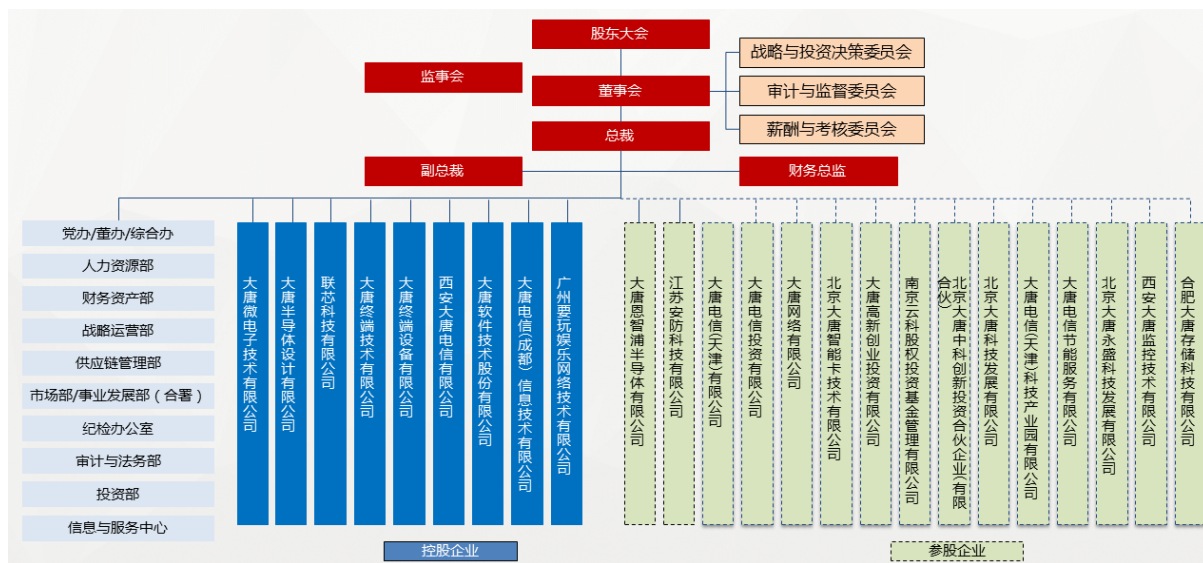 股东大会
监事会
董事会
总裁
副总裁
财务总监
战略与投资决策委员会
审计与监督委员会
薪酬与考核委员会
党办/董办/综合办
人力资源部
财务资产部
战略运营部
供应链管理部
市场部/事业发展部（合署）
纪检办公室
审计与法务部
投资部
信息与服务中心
大唐微电子技术有限公司
大唐半导体设计有限公司
联芯科技有限公司
大唐终端技术有限公司
大唐终端设备有限公司
西安大唐电信有限公司
大唐软件技术股份有限公司
大唐电信(成都）信息技术有限公司
广州要玩娱乐网络技术有限公司
大唐恩智浦半导体有限公司
江苏安防科技有限公司
大唐电信(天津)有限公司
大唐电信投资有限公司
大唐网络有限公司
北京大唐智能卡技术有限公司
大唐高新创业投资有限公司
南京云科股权投资基金管理有限公司
北京大唐中科创新投资合伙企业(有限
合伙)
北京大唐科技发展有限公司
大唐电信(天津)科技产业园有限公司
大唐电信节能服务有限公司
北京大唐永盛科技发展有限公司
西安大唐监控技术有限公司
合肥大唐存储科技有限公司
控股企业
参股企业